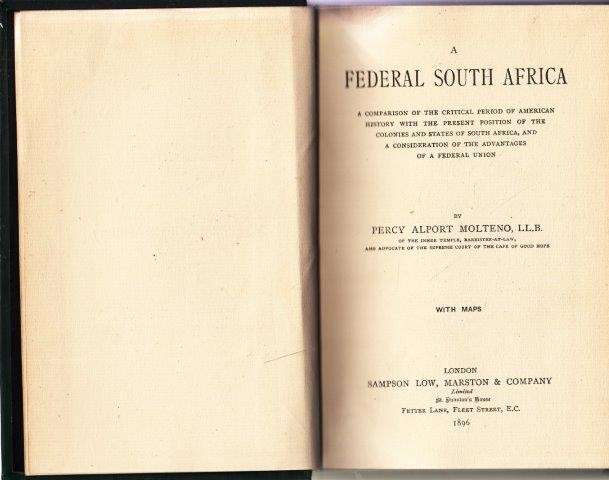 A
FEDERAL SOUTH AFRICA
A COMPARISON OF THE CRITICAL PERIOD OF AMERICAN
HISTORY WITH THE PRESENT POSITION OF THE
COLONIES AND STATES OF SOUTH AFRICA, AND
A CONSIDERATION OF THE ADVANTAGES
OF A FEDERAL UNION
BY
PERCY ALPORT MOLTENO, LL.B.
OF THE INNER TEMPLE, BARRISTER-AT-LAW,
AND ADVOCATE OF THE SUPREME COURT OF THE CAPE OF GOOD HOPE
WITH MAPS
LONDON
SAMPSON LOW, MARSTON & COMPANY
Limited
St. Dunstan's House
FETTER LANE, FLEET STREET, E.C.
1896